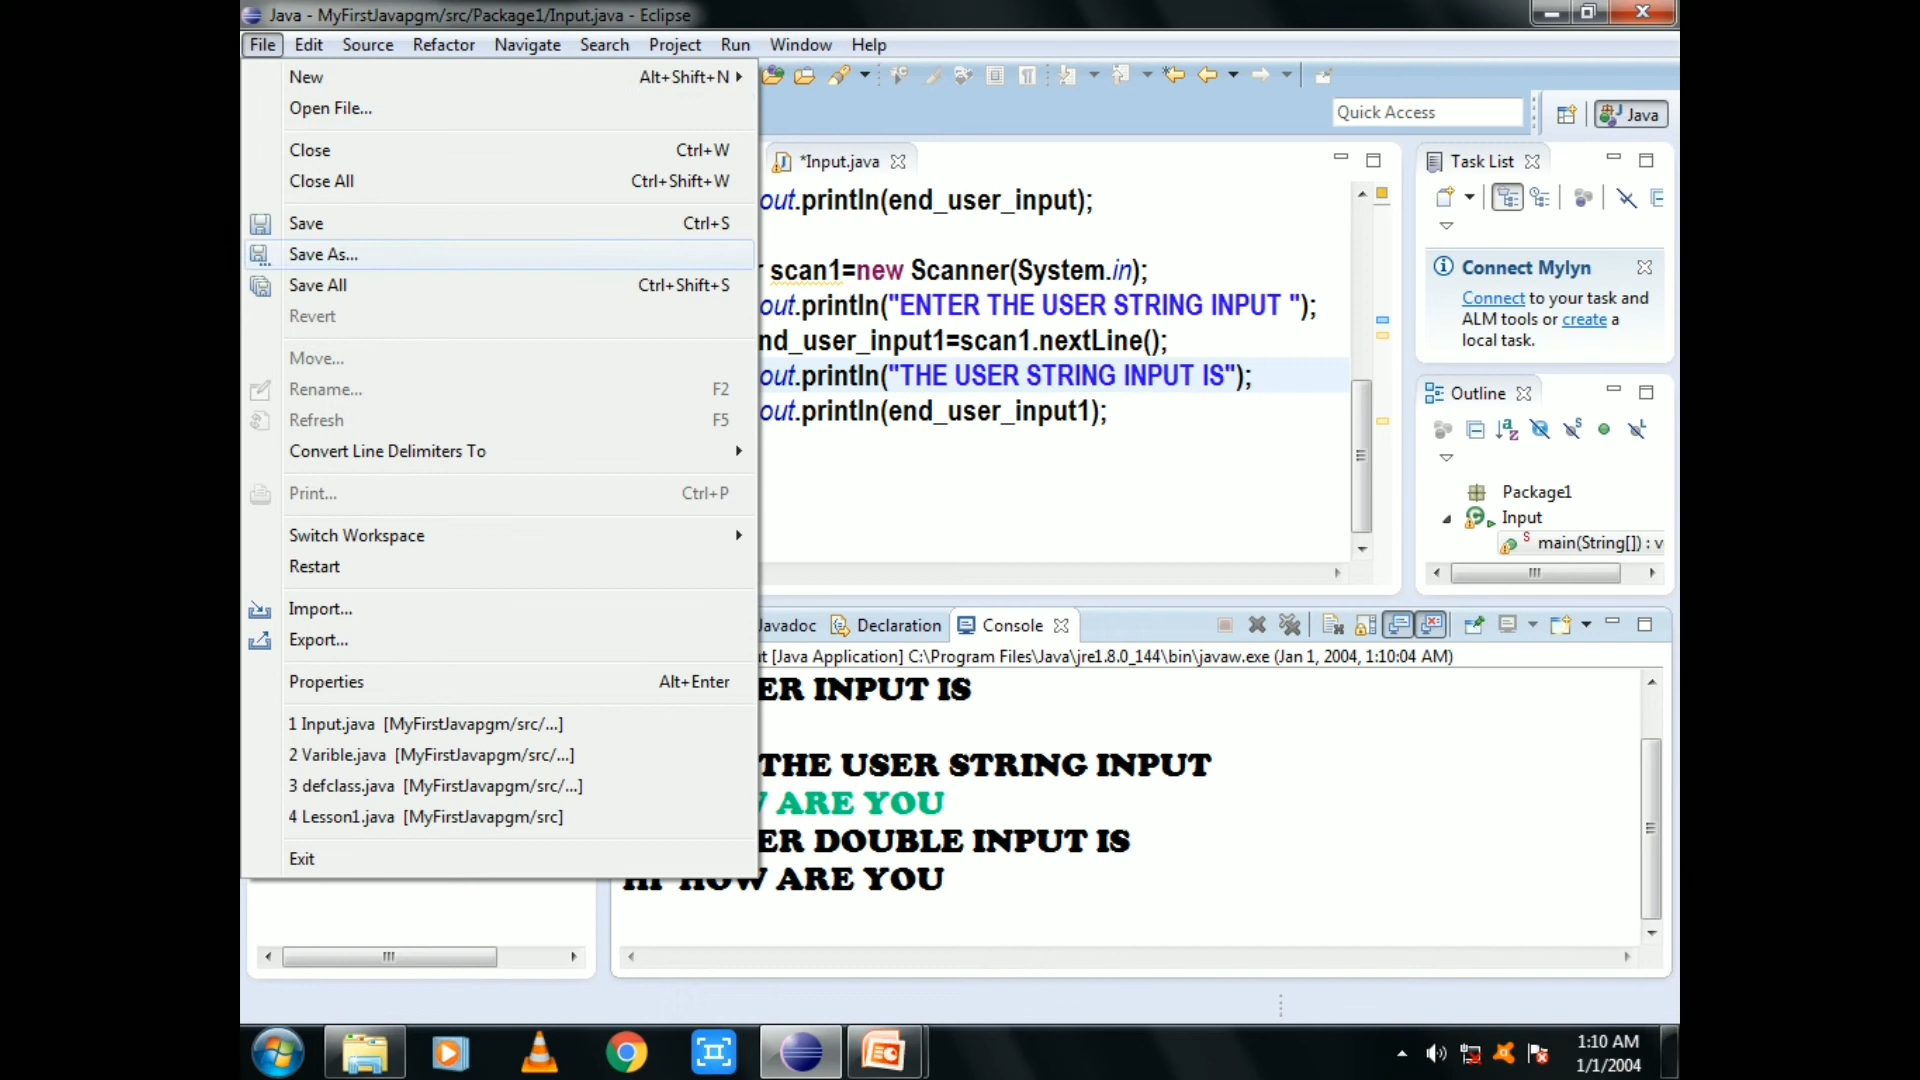 Java - MyFirstJavapgm/src/Package1/Input.java - Eclipse
File Edit Source Refactor Navigate Search Project Run Window Help
New Alt+Shift+N
Open File...
Close Ctrl+W
Close All Ctrl+Shift+W
Save Ctrl+S
Save As...
Save All Ctrl+Shift+S
Revert
Move...
Rename... F2
Refresh F5
Convert Line Delimiters To
Print... Ctrl+P
Switch Workspace
Restart
Import...
Export...
Properties Alt+Enter
1 Input.java [MyFirstJavapgm/src/...]
2 Varible.java [MyFirstJavapgm/src/...]
3 defclass.java [MyFirstJavapgm/src/...]
4 Lesson1.java [MyFirstJavapgm/src]
Exit
Quick Access
Java
*Input.java
out.println(end_user_input);
r scan1=new Scanner(System.in);
out.println("ENTER THE USER STRING INPUT ");
nd_user_input1=scan1.nextLine();
out.println("THE USER STRING INPUT IS");
out.println(end_user_input1);
Task List
Connect Mylyn
Connect to your task and
ALM tools or create a
local task.
Outline
Package1
Input
main(String[]) : v
Javadoc Declaration Console
t [Java Application] C:\Program Files\Java\jre1.8.0_144\bin\javaw.exe (Jan 1, 2004, 1:10:04 AM)
ER INPUT IS
THE USER STRING INPUT
W ARE YOU
ER DOUBLE INPUT IS
HI HOW ARE YOU
1:10 AM
1/1/2004